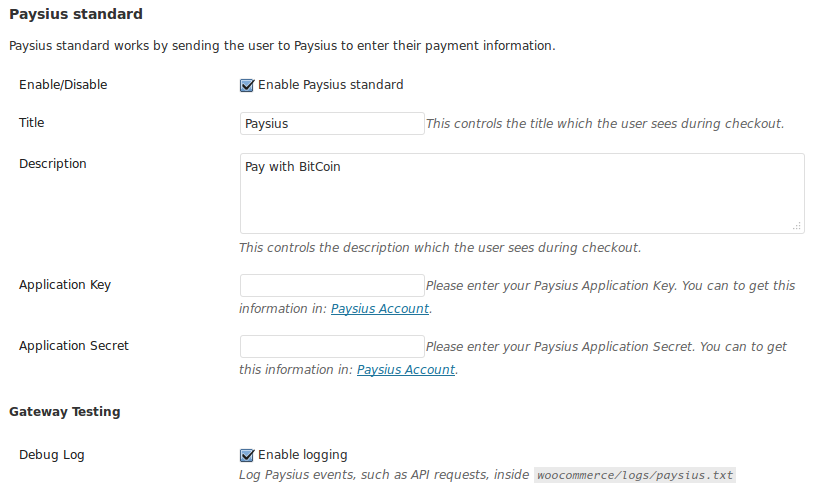 Paysius standard
Paysius standard works by sending the user to Paysius to enter their payment information.
Enable/Disable Enable Paysius standard
Title Paysius This controls the title which the user sees during checkout.
Description Pay with BitCoin
This controls the description which the user sees during checkout.
Application Key Please enter your Paysius Application Key. You can to get this
information in: Paysius Account.
Application Secret Please enter your Paysius Application Secret. You can to get
this information in: Paysius Account.
Gateway Testing
Debug Log Enable logging
Log Paysius events, such as API requests, inside woocommerce/logs/paysius.txt